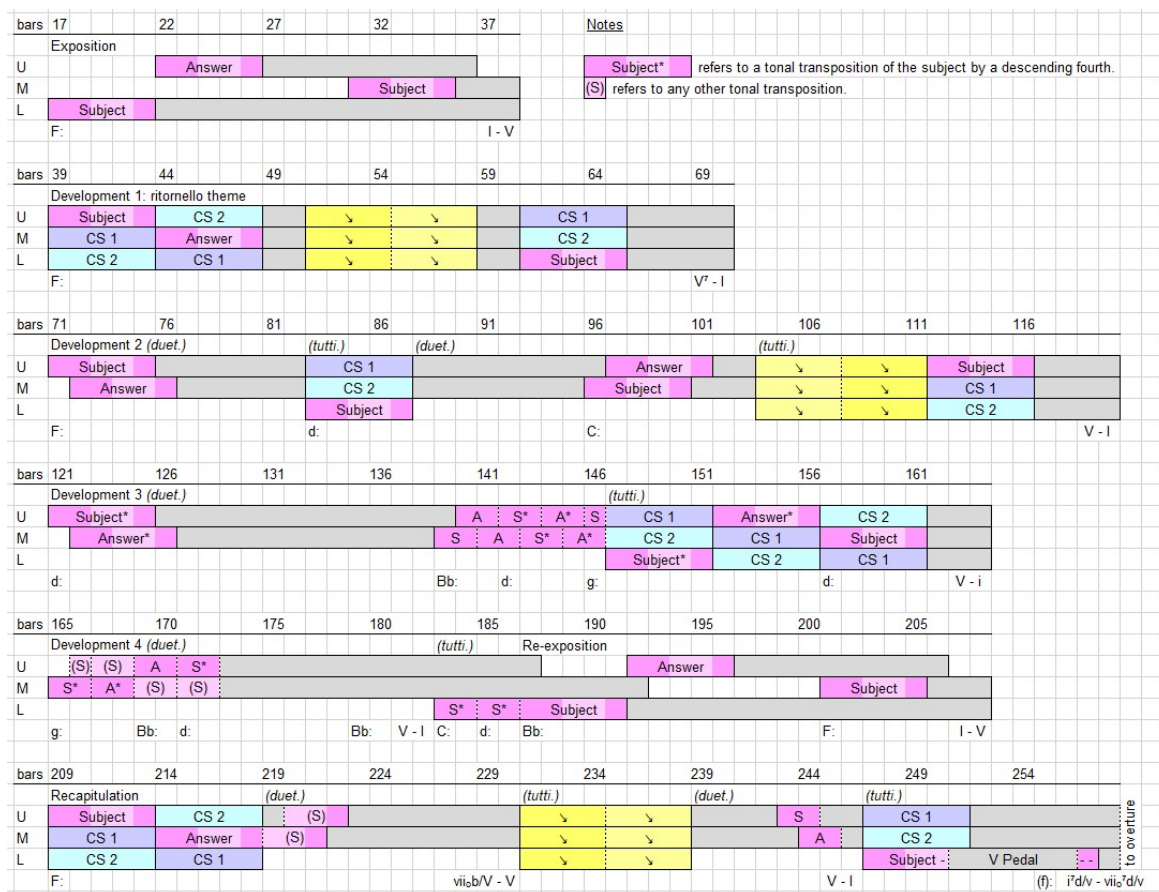 bars 17 22 27 32 37 Notes
Exposition
U Answer Subject* refers to a tonal transposition of the subject by a descending fourth.
M Subject (S) refers to any other tonal transposition.
L Subject
F: I - V
bars 39 44 49 54 59 64 69
Development 1: ritornello theme
U Subject CS 2 ↘ ↘ CS 1
M CS 1 Answer ↘ ↘ CS 2
L CS 2 CS 1 ↘ ↘ Subject
F: V⁷ - I
bars 71 76 81 86 91 96 101 106 111 116
Development 2 (duet.) (tutti.) (duet.) (tutti.)
U Subject CS 1 Answer ↘ ↘ Subject
M Answer CS 2 Subject ↘ ↘ CS 1
L Subject ↘ ↘ CS 2
F: d: C: V - I
bars 121 126 131 136 141 146 151 156 161
Development 3 (duet.) (tutti.)
U Subject* A S* A* S CS 1 Answer* CS 2
M Answer* S A S* A* CS 2 CS 1 Subject
L Subject* CS 2 CS 1
d: Bb: d: g: d: V - i
bars 165 170 175 180 185 190 195 200 205
Development 4 (duet.) (tutti.) Re-exposition
U (S) (S) A S* Answer
M S* A* (S) (S) Subject
L S* S* Subject
g: Bb: d: Bb: V - I C: d: Bb: F: I - V
bars 209 214 219 224 229 234 239 244 249 254
Recapitulation (duet.) (tutti.) (duet.) (tutti.)
U Subject CS 2 (S) ↘ ↘ S CS 1
M CS 1 Answer (S) ↘ ↘ A CS 2
L CS 2 CS 1 ↘ ↘ Subject - V Pedal - -
to overture
F: viiₒb/V - V V - I (f): i⁷d/v - viiₒ⁷d/v